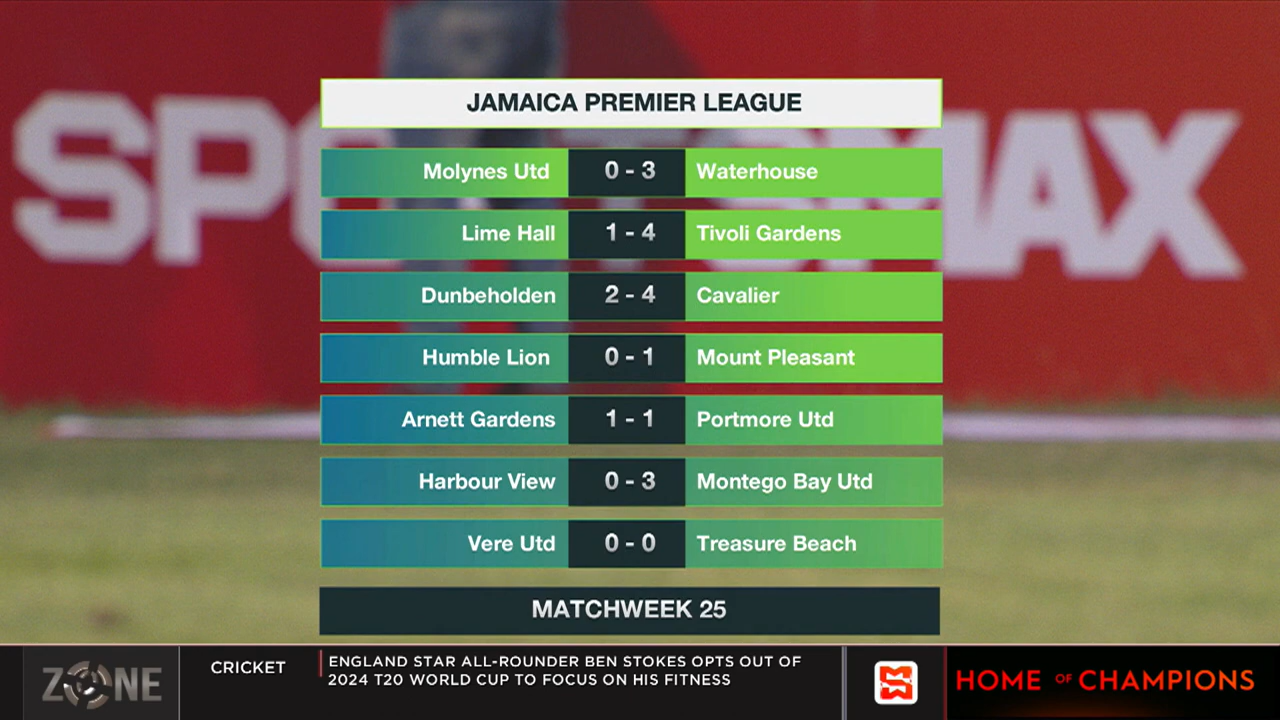 SPORTSMAX
JAMAICA PREMIER LEAGUE
Molynes Utd 0 - 3 Waterhouse
Lime Hall 1 - 4 Tivoli Gardens
Dunbeholden 2 - 4 Cavalier
Humble Lion 0 - 1 Mount Pleasant
Arnett Gardens 1 - 1 Portmore Utd
Harbour View 0 - 3 Montego Bay Utd
Vere Utd 0 - 0 Treasure Beach
MATCHWEEK 25
ZONE
CRICKET
ENGLAND STAR ALL-ROUNDER BEN STOKES OPTS OUT OF
2024 T20 WORLD CUP TO FOCUS ON HIS FITNESS
HOME OF CHAMPIONS